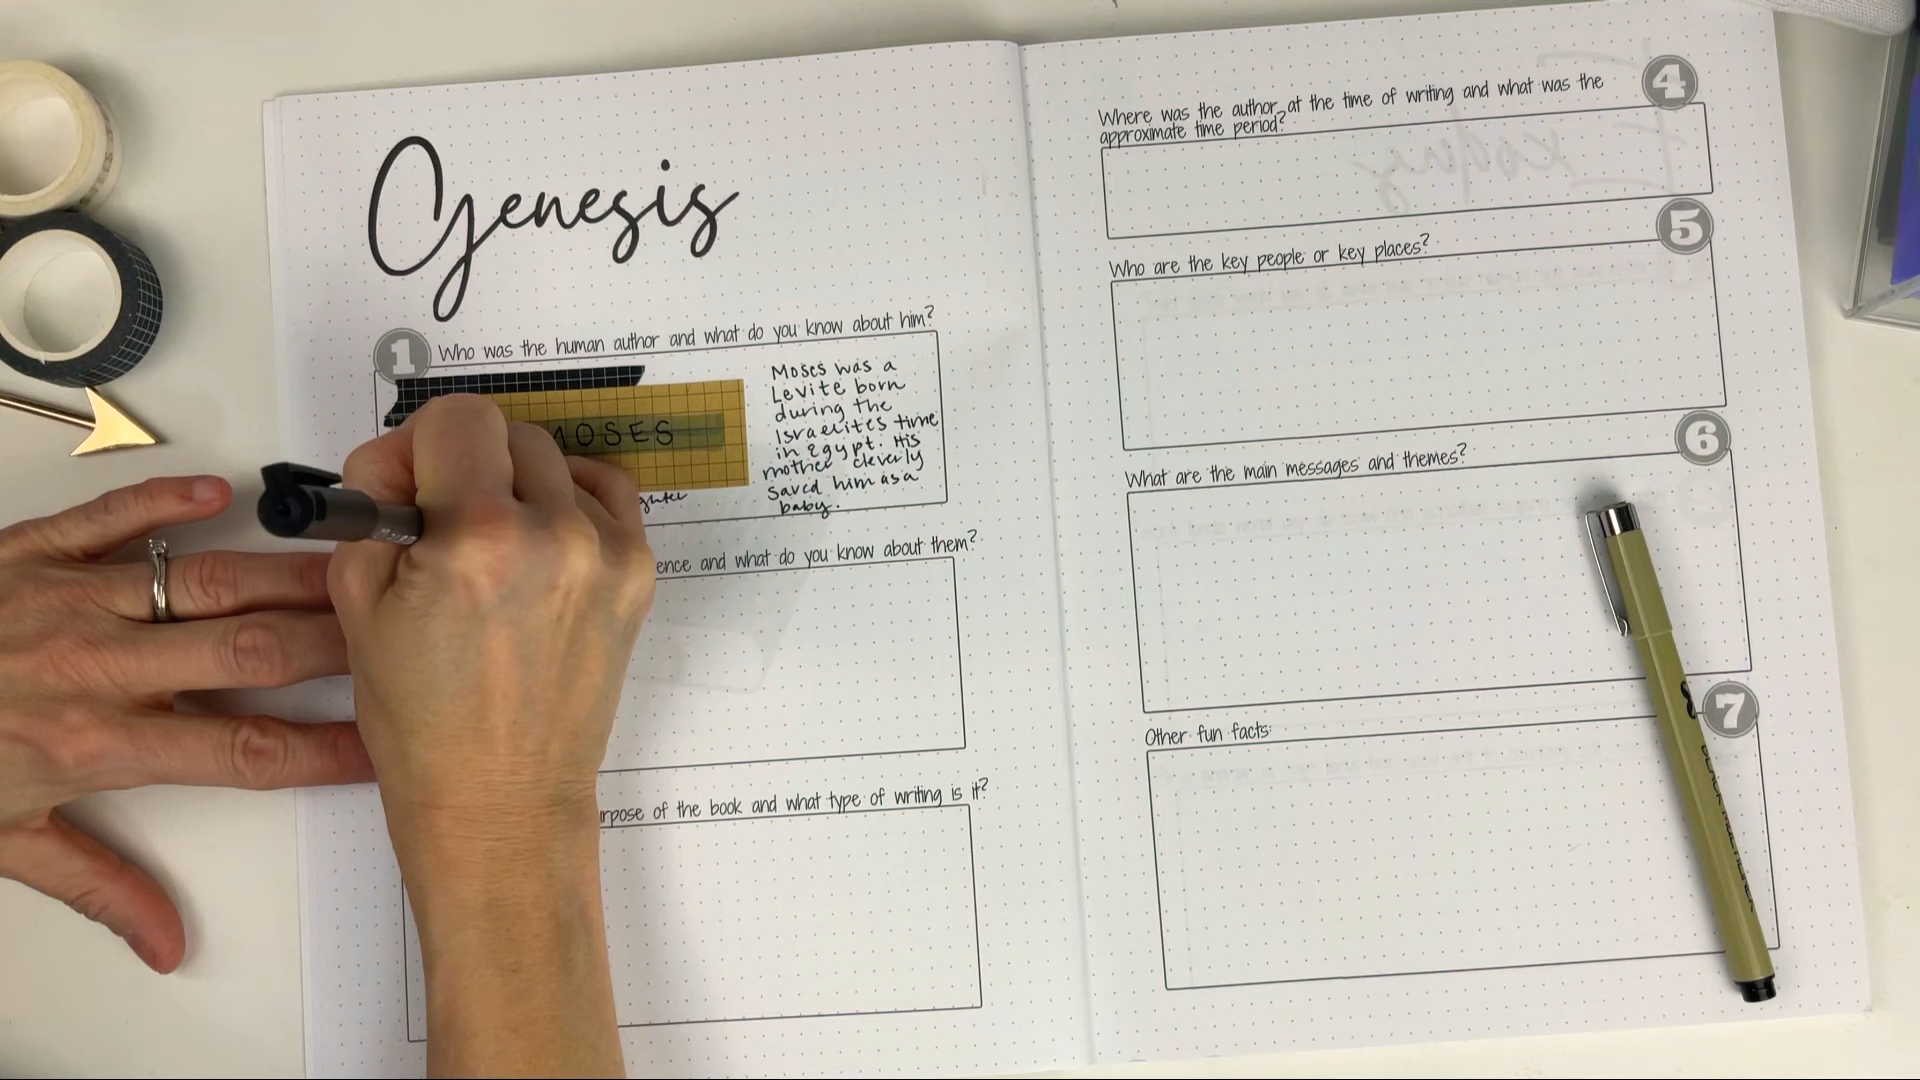 Genesis
1
Who was the human author and what do you know about him?
MOSES
Moses was a
Levite born
during the
Israelites time
in egypt. His
mother cleverly
saved him as a
baby.
and what do you know about them?
of the book and what type of writing is it?
4
Where was the author at the time of writing and what was the
approximate time period?
Exodus
5
Who are the key people or key places?
6
What are the main messages and themes?
7
Other fun facts: